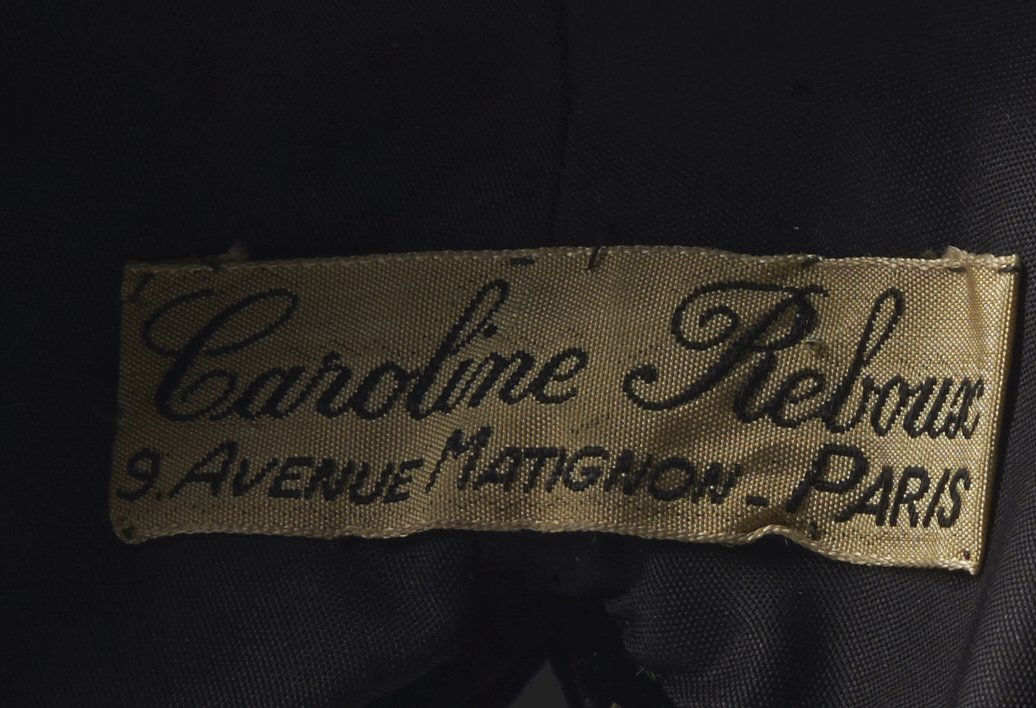 Caroline Reboux
9. AVENUE MATIGNON - PARIS